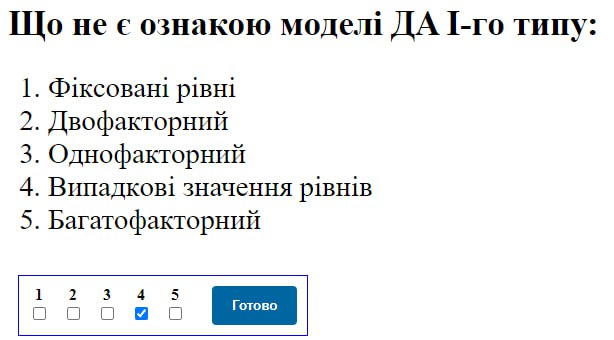 Що не є ознакою моделі ДА І-го типу:
1. Фіксовані рівні
2. Двофакторний
3. Однофакторний
4. Випадкові значення рівнів
5. Багатофакторний
1 2 3 4 5
Готово